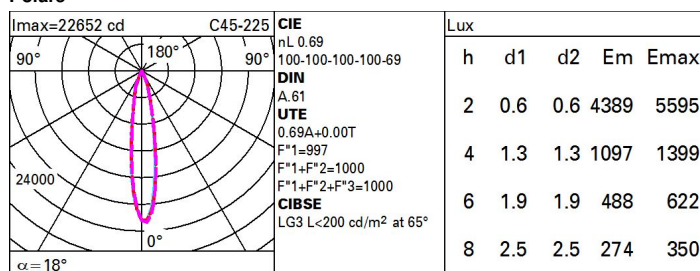 Imax=22652 cd C45-225
90° 180° 90°
24000
0°
α=18°
CIE
nL 0.69
100-100-100-100-69
DIN
A.61
UTE
0.69A+0.00T
F"1=997
F"1+F"2=1000
F"1+F"2+F"3=1000
CIBSE
LG3 L<200 cd/m² at 65°
Lux
h d1 d2 Em Emax
2 0.6 0.6 4389 5595
4 1.3 1.3 1097 1399
6 1.9 1.9 488 622
8 2.5 2.5 274 350